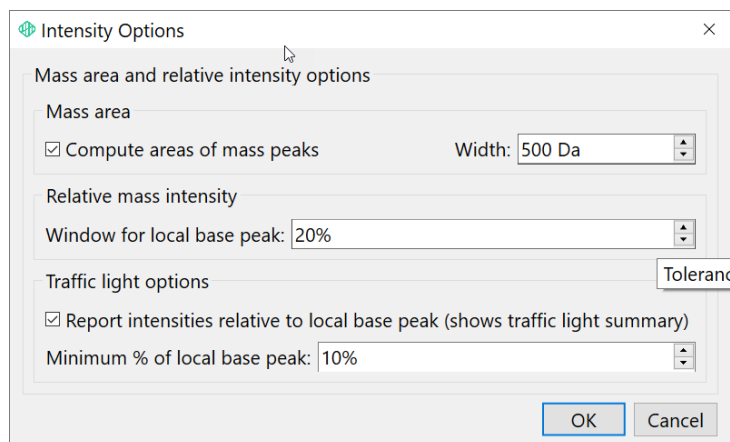 Intensity Options
Mass area and relative intensity options
Mass area
Compute areas of mass peaks Width: 500 Da
Relative mass intensity
Window for local base peak: 20%
Traffic light options
Toleranc
Report intensities relative to local base peak (shows traffic light summary)
Minimum % of local base peak: 10%
OK Cancel